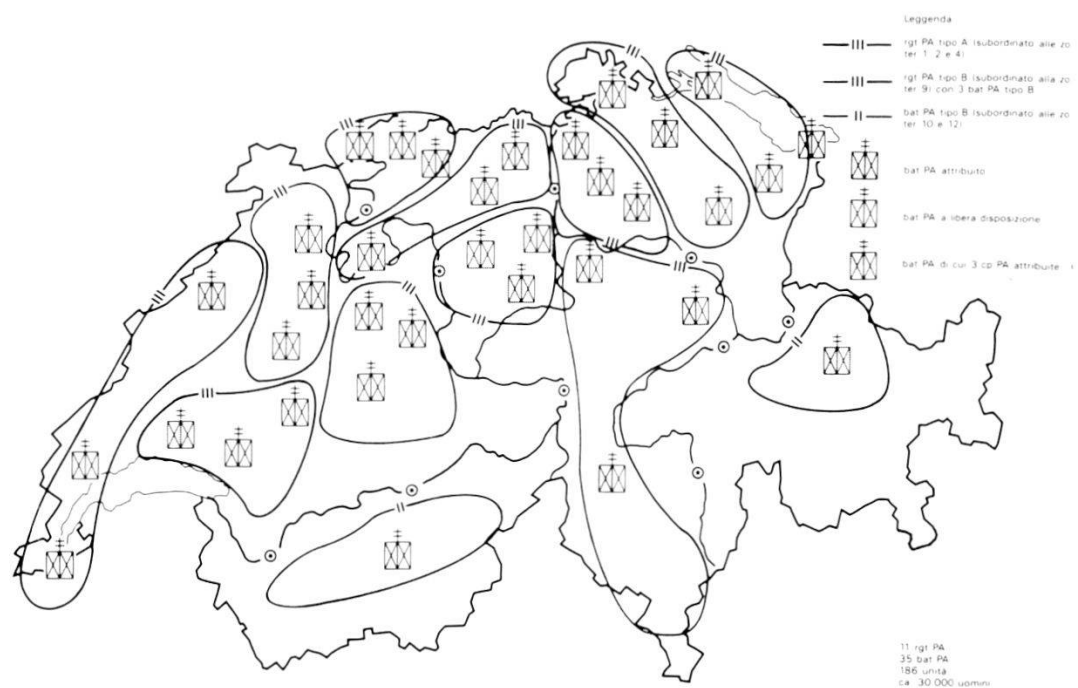 Leggenda
rgt PA tipo A (subordinato alle zo
ter 1, 2 e 4)
rgt PA tipo B (subordinato alla zo
ter 9) con 3 bat PA tipo B
bat PA tipo B (subordinato alle zo
ter 10 e 12)
bat PA attribuito
bat PA a libera disposizione
bat PA di cui 3 cp PA attribuite
11 rgt PA
35 bat PA
186 unità
ca. 30 000 uomini